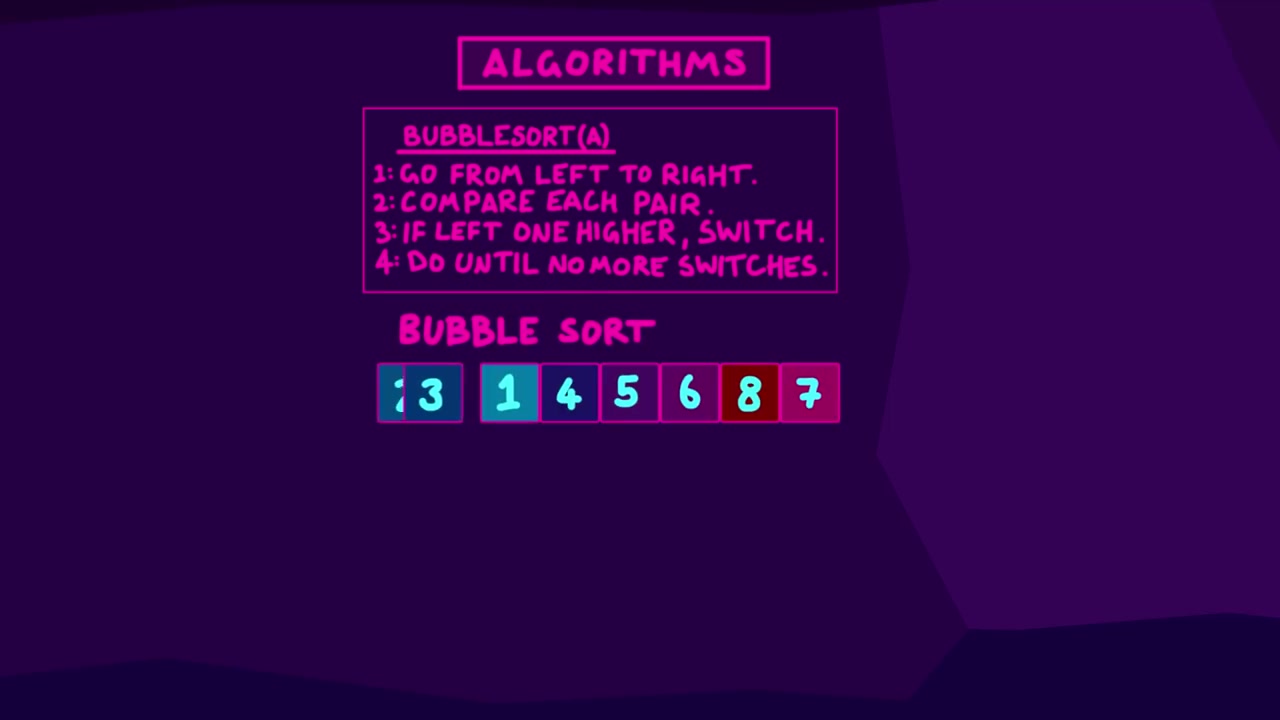 ALGORITHMS
BUBBLESORT(A)
1: GO FROM LEFT TO RIGHT.
2: COMPARE EACH PAIR.
3: IF LEFT ONE HIGHER, SWITCH.
4: DO UNTIL NO MORE SWITCHES.
BUBBLE SORT
3 1 4 5 6 8 7